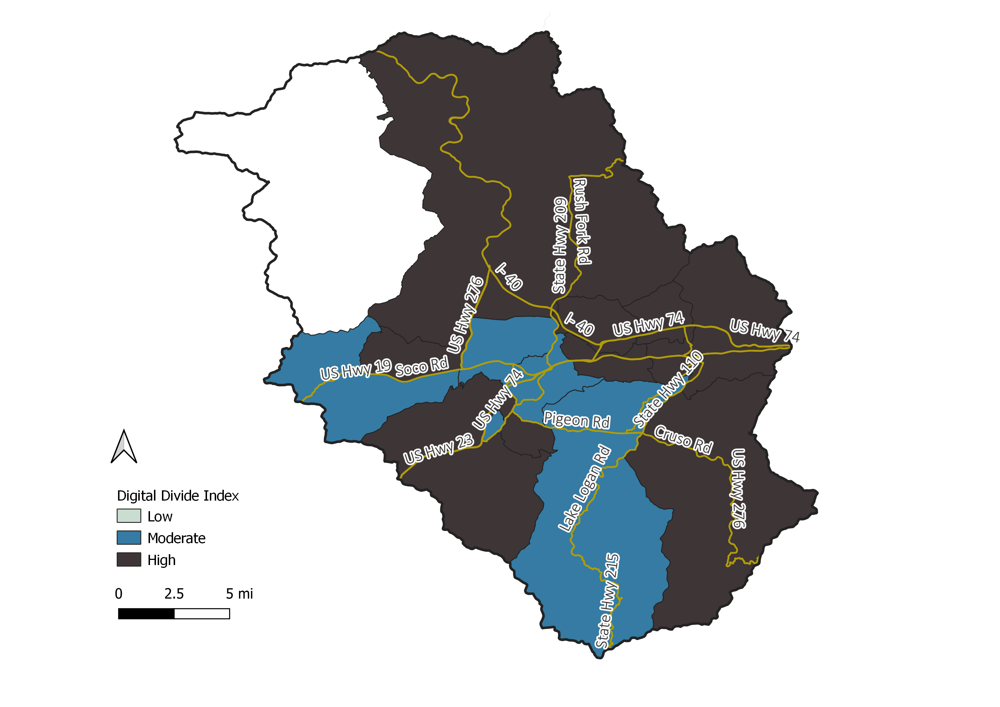 Rush Fork Rd
State Hwy 209
I- 40
US Hwy 276
I- 40
US Hwy 74
US Hwy 74
US Hwy 19
Soco Rd
State Hwy 110
US Hwy 74
Pigeon Rd
Cruso Rd
US Hwy 23
US Hwy 276
Lake Logan Rd
State Hwy 215
Digital Divide Index
Low
Moderate
High
0 2.5 5 mi